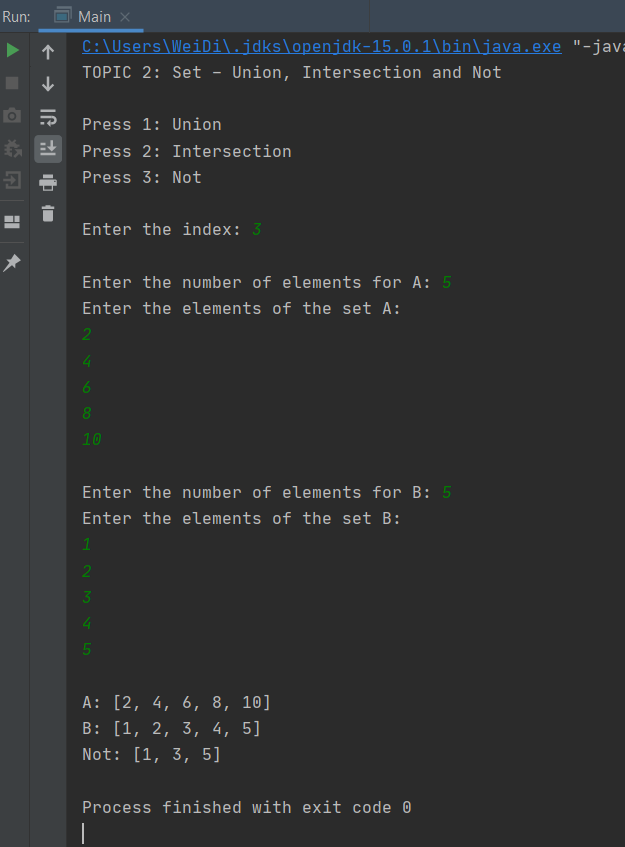 Run: Main
C:\Users\WeiDi\.jdks\openjdk-15.0.1\bin\java.exe "-java
TOPIC 2: Set – Union, Intersection and Not
Press 1: Union
Press 2: Intersection
Press 3: Not
Enter the index: 3
Enter the number of elements for A: 5
Enter the elements of the set A:
2
4
6
8
10
Enter the number of elements for B: 5
Enter the elements of the set B:
1
2
3
4
5
A: [2, 4, 6, 8, 10]
B: [1, 2, 3, 4, 5]
Not: [1, 3, 5]
Process finished with exit code 0